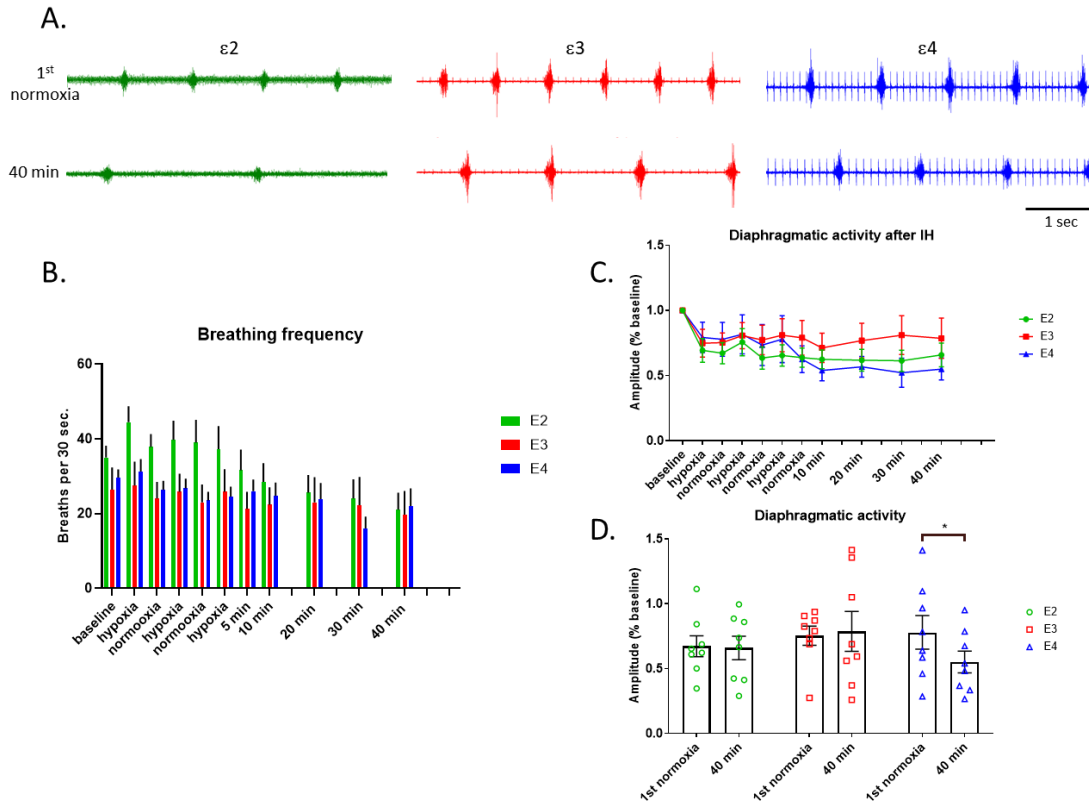 A.
ε2
ε3
ε4
1st
normoxia
40 min
1 sec
B.
Breathing frequency
Breaths per 30 sec.
60
40
20
0
baseline
hypoxia
normooxia
hypoxia
normooxia
hypoxia
5 min
10 min
20 min
30 min
40 min
E2
E3
E4
C.
Diaphragmatic activity after IH
Amplitude (% baseline)
1.5
1.0
0.5
0.0
baseline
hypoxia
normooxia
hypoxia
normoxia
hypoxia
normoxia
10 min
20 min
30 min
40 min
E2
E3
E4
D.
Diaphragmatic activity
*
Amplitude (% baseline)
1.5
1.0
0.5
0.0
1st normoxia
40 min
1st normoxia
40 min
1st normoxia
40 min
E2
E3
E4